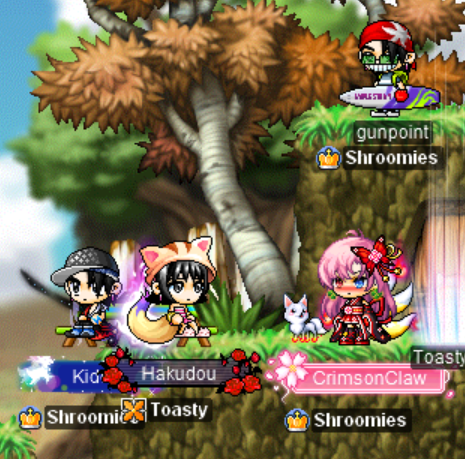 gunpoint
Shroomies
Toasty
Hakudou
CrimsonClaw
Toasty
Shroomies